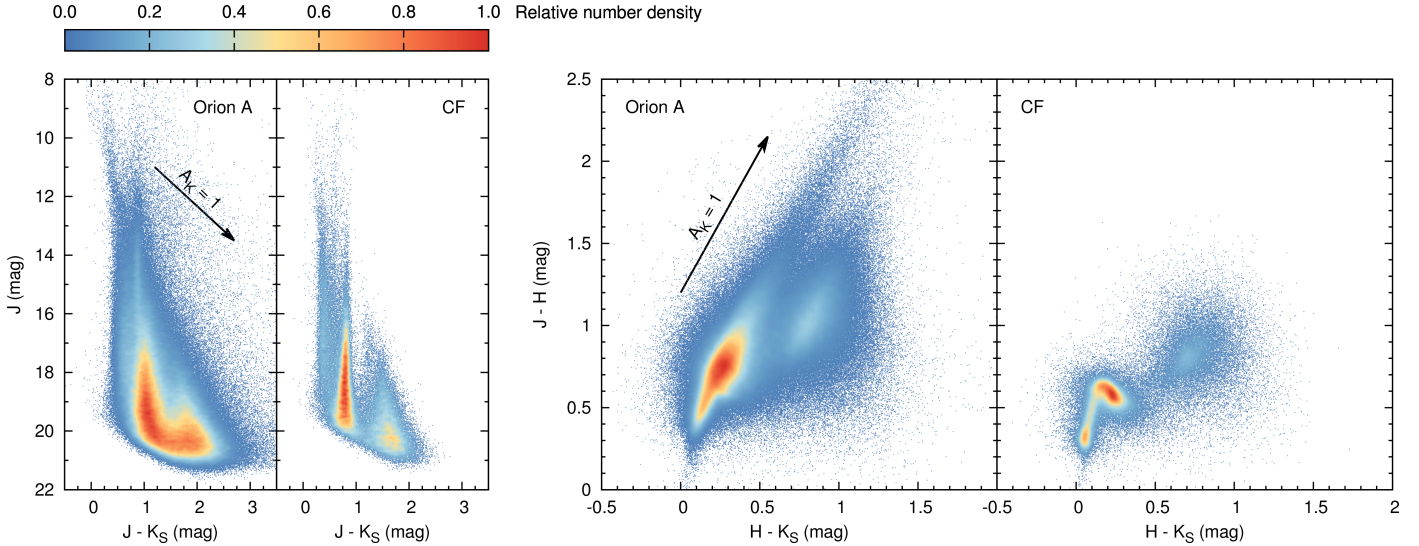 0.0 0.2 0.4 0.6 0.8 1.0 Relative number density
8
10
12
14
16
18
20
22
J (mag)
Orion A
A_K = 1
0 1 2 3
J - K_S (mag)
CF
0 1 2 3
J - K_S (mag)
2.5
2
1.5
1
0.5
0
J - H (mag)
Orion A
A_K = 1
-0.5 0 0.5 1
H - K_S (mag)
CF
-0.5 0 0.5 1 1.5 2
H - K_S (mag)